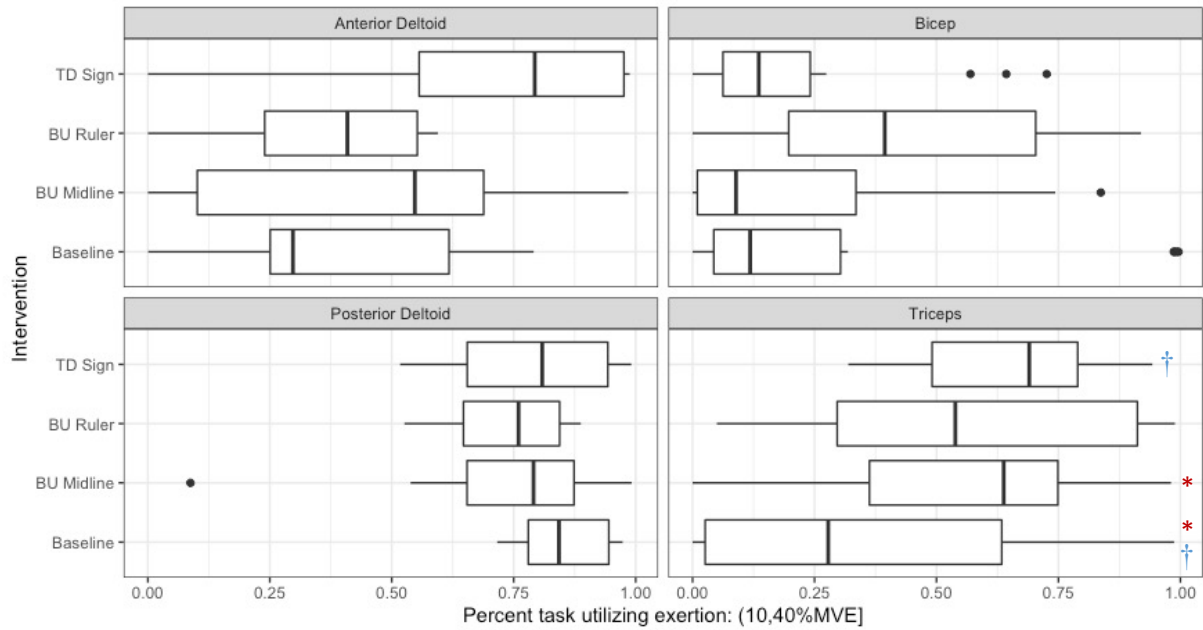 Anterior Deltoid
Bicep
TD Sign
BU Ruler
BU Midline
Baseline
Intervention
Posterior Deltoid
Triceps
TD Sign †
BU Ruler
BU Midline *
*
Baseline
†
0.00 0.25 0.50 0.75 1.00
0.00 0.25 0.50 0.75 1.00
Percent task utilizing exertion: (10,40%MVE]